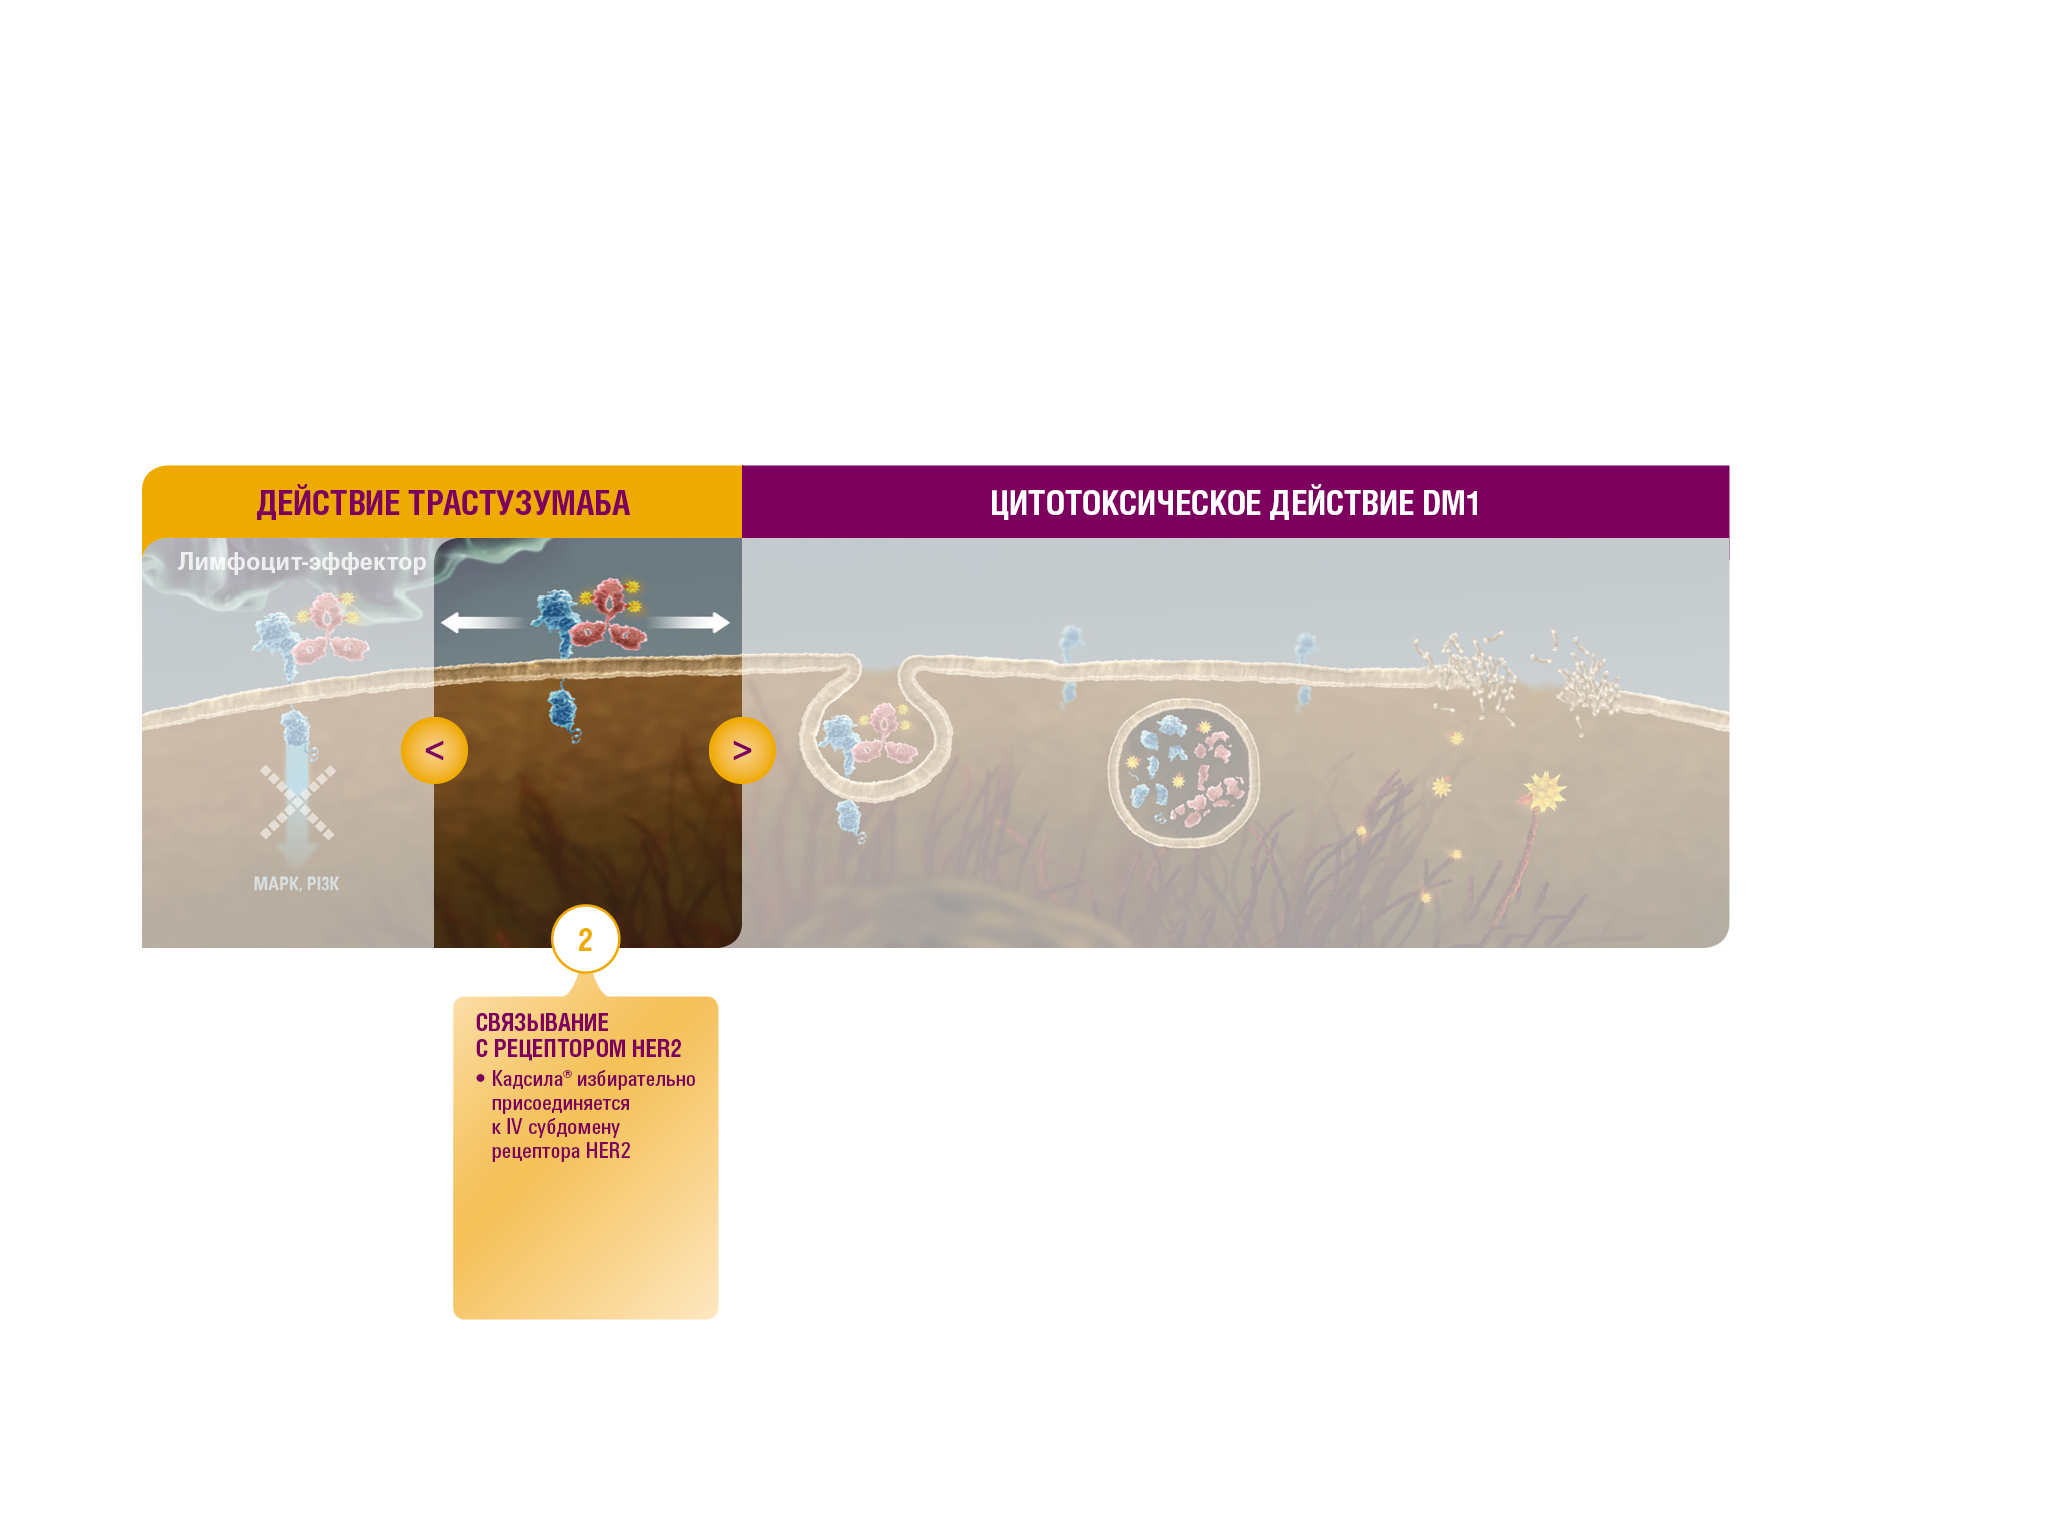 ДЕЙСТВИЕ ТРАСТУЗУМАБА
ЦИТОТОКСИЧЕСКОЕ ДЕЙСТВИЕ DM1
Лимфоцит-эффектор
<
>
МАРК, PI3K
2
СВЯЗЫВАНИЕ
С РЕЦЕПТОРОМ HER2
• Кадсила® избирательно
присоединяется
к IV субдомену
рецептора HER2